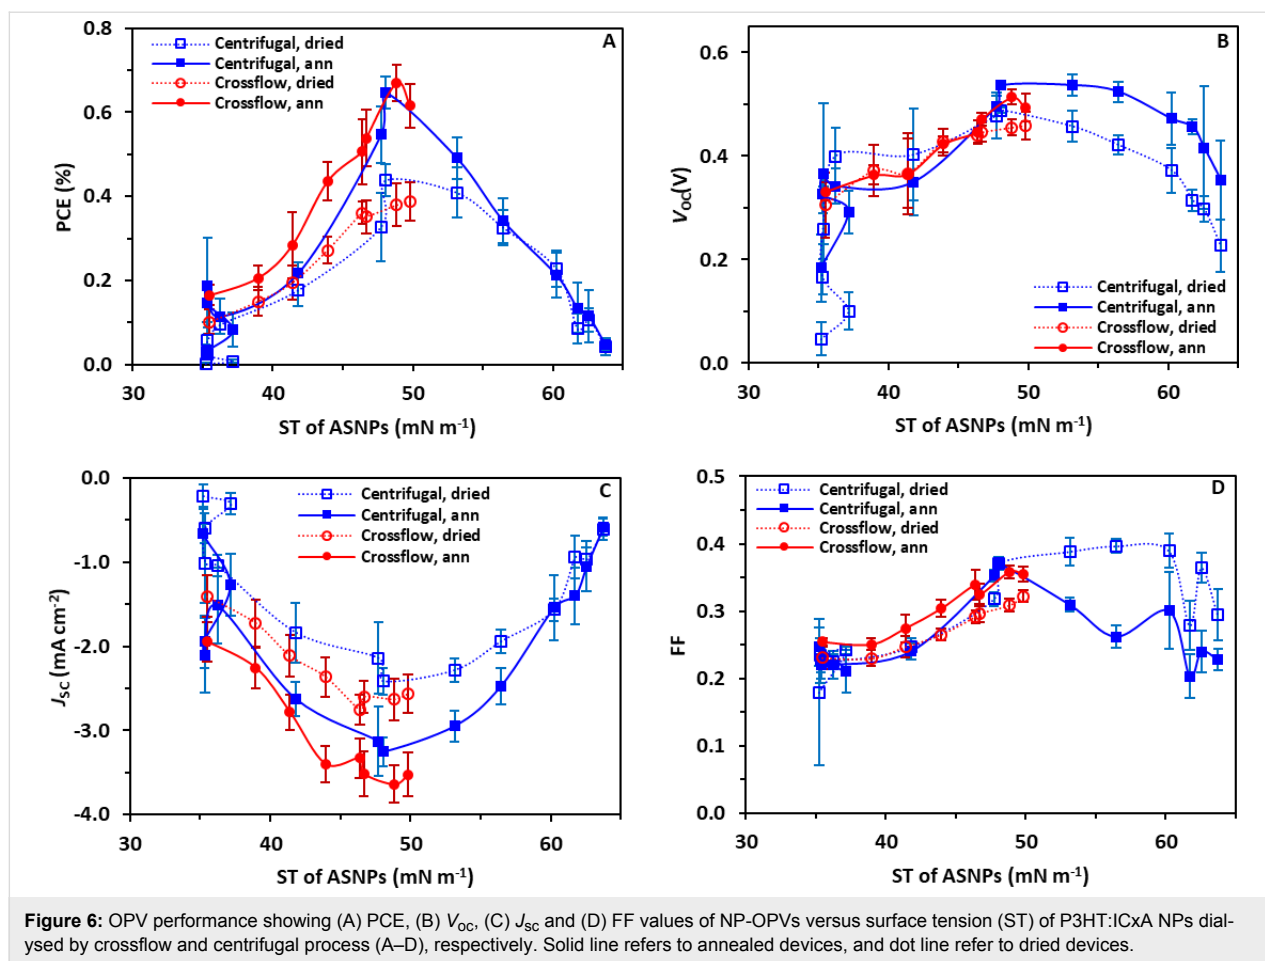 A
Centrifugal, dried
Centrifugal, ann
Crossflow, dried
Crossflow, ann
0.8
0.6
0.4
0.2
0.0
PCE (%)
30 40 50 60
ST of ASNPs (mN m⁻¹)
B
0.6
0.4
0.2
0.0
VOC(V)
Centrifugal, dried
Centrifugal, ann
Crossflow, dried
Crossflow, ann
30 40 50 60
ST of ASNPs (mN m⁻¹)
C
Centrifugal, dried
Centrifugal, ann
Crossflow, dried
Crossflow, ann
0.0
-1.0
-2.0
-3.0
-4.0
JSC (mA cm⁻²)
30 40 50 60
ST of ASNPs (mN m⁻¹)
D
Centrifugal, dried
Centrifugal, ann
Crossflow, dried
Crossflow, ann
0.5
0.4
0.3
0.2
0.1
0.0
FF
30 40 50 60
ST of ASNPs (mN m⁻¹)
Figure 6: OPV performance showing (A) PCE, (B) Voc, (C) Jsc and (D) FF values of NP-OPVs versus surface tension (ST) of P3HT:ICxA NPs dial-
ysed by crossflow and centrifugal process (A–D), respectively. Solid line refers to annealed devices, and dot line refer to dried devices.